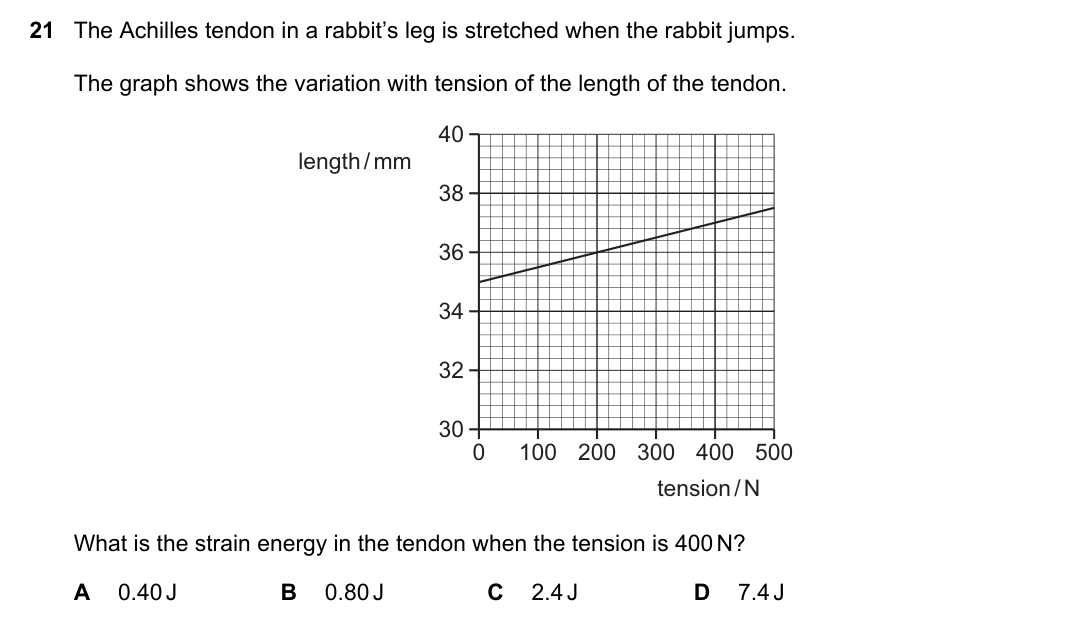 21 The Achilles tendon in a rabbit’s leg is stretched when the rabbit jumps.
The graph shows the variation with tension of the length of the tendon.
40
length / mm
38
36
34
32
30
0 100 200 300 400 500
tension / N
What is the strain energy in the tendon when the tension is 400 N?
A 0.40 J B 0.80 J C 2.4 J D 7.4 J